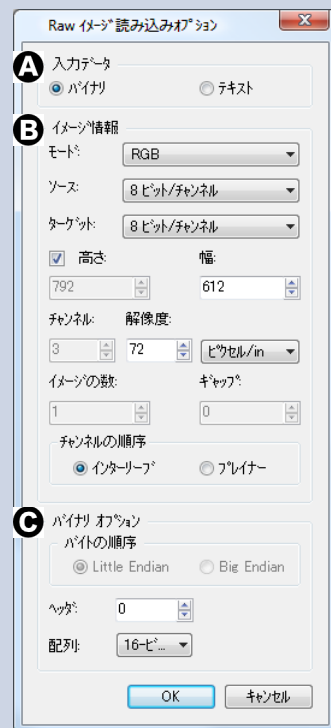 Raw イメージ読み込みオプション
A 入力データ
バイナリ テキスト
B イメージ情報
モード: RGB
ソース: 8 ビット/チャンネル
ターゲット: 8 ビット/チャンネル
高さ: 幅:
792 612
チャンネル: 解像度:
3 72 ピクセル/in
イメージの数: ギャップ:
1 0
チャンネルの順序
インターリーブ プレイナー
C バイナリ オプション
バイトの順序
Little Endian Big Endian
ヘッダ: 0
配列: 16-ビ...
OK キャンセル